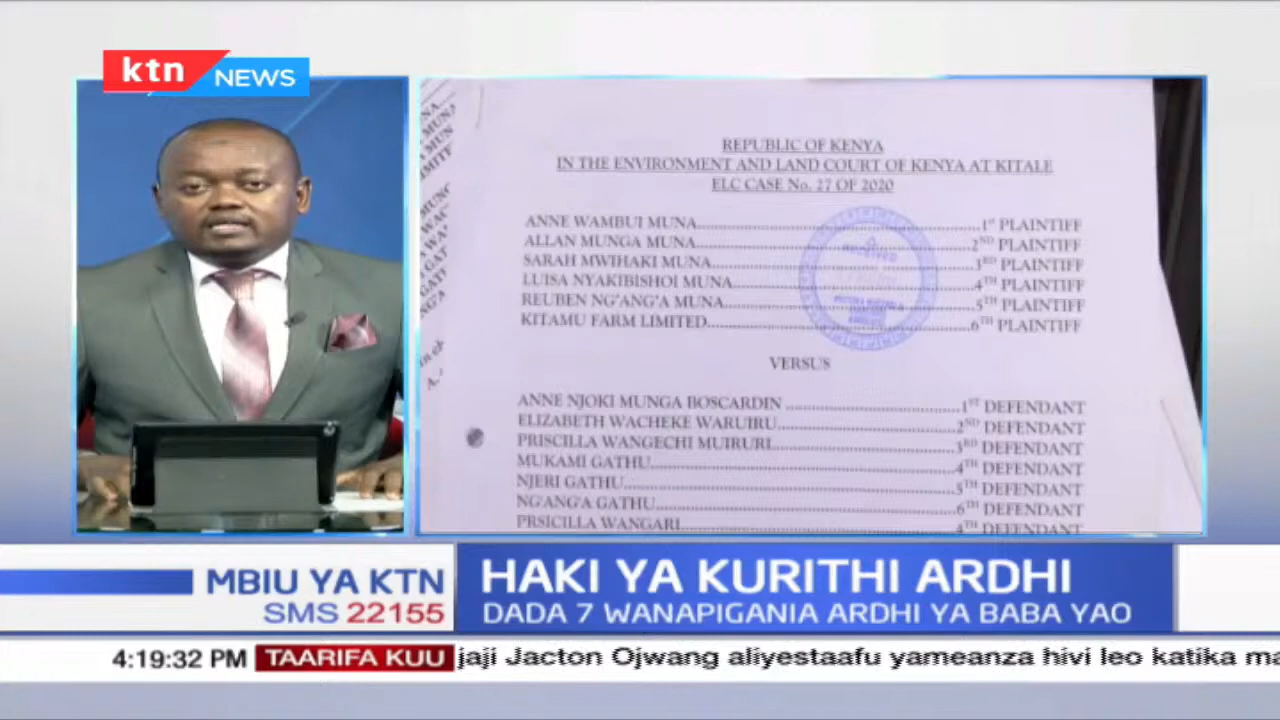 ktn NEWS
REPUBLIC OF KENYA
IN THE ENVIRONMENT AND LAND COURT OF KENYA AT KITALE
ELC CASE No. 27 OF 2020
ANNE WAMBUI MUNA..........1ST PLAINTIFF
ALLAN MUNGA MUNA..........2ND PLAINTIFF
SARAH MWIHAKI MUNA..........3RD PLAINTIFF
LUISA NYAKIBISHOI MUNA..........4TH PLAINTIFF
REUBEN NG'ANG'A MUNA..........5TH PLAINTIFF
KITAMU FARM LIMITED..........6TH PLAINTIFF
VERSUS
ANNE NJOKI MUNGA BOSCARDIN..........1ST DEFENDANT
ELIZABETH WACHEKE WARUIRU..........2ND DEFENDANT
PRISCILLA WANGECHI MUIRURI..........3RD DEFENDANT
MUKAMI GATHU..........4TH DEFENDANT
NJERI GATHU..........5TH DEFENDANT
NG'ANG'A GATHU..........6TH DEFENDANT
PRSICILLA WANGARI..........4TH DEFENDANT
RECEIVED
MBIU YA KTN
SMS 22155
HAKI YA KURITHI ARDHI
DADA 7 WANAPIGANIA ARDHI YA BABA YAO
4:19:32 PM TAARIFA KUU jaji Jacton Ojwang aliyestaafu yameanza hivi leo katika ma